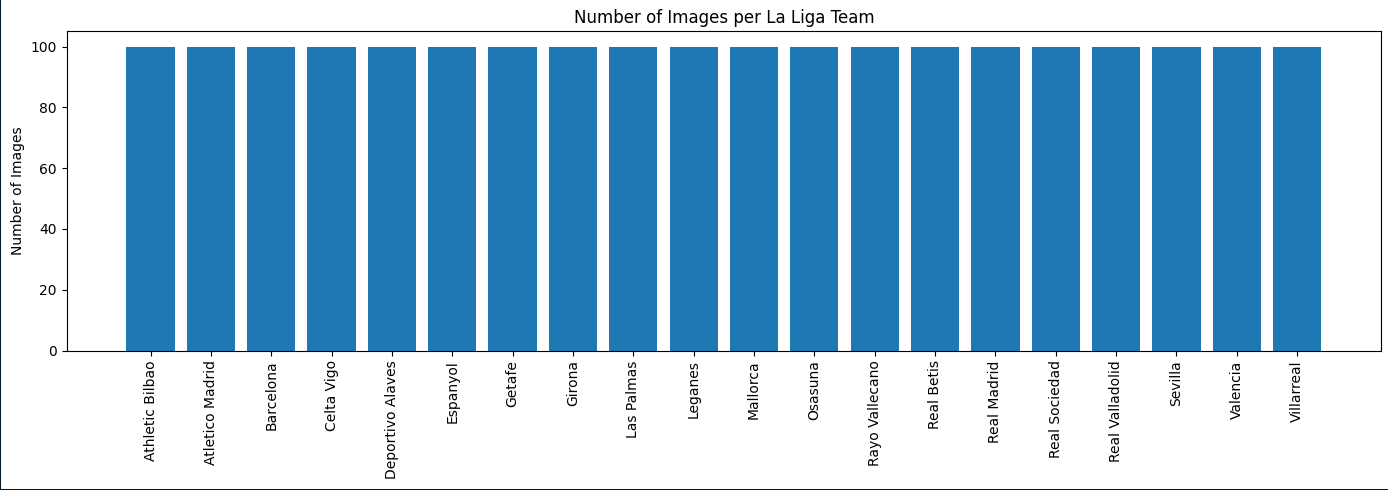 Number of Images per La Liga Team
Number of Images
100
80
60
40
20
0
Athletic Bilbao
Atletico Madrid
Barcelona
Celta Vigo
Deportivo Alaves
Espanyol
Getafe
Girona
Las Palmas
Leganes
Mallorca
Osasuna
Rayo Vallecano
Real Betis
Real Madrid
Real Sociedad
Real Valladolid
Sevilla
Valencia
Villarreal